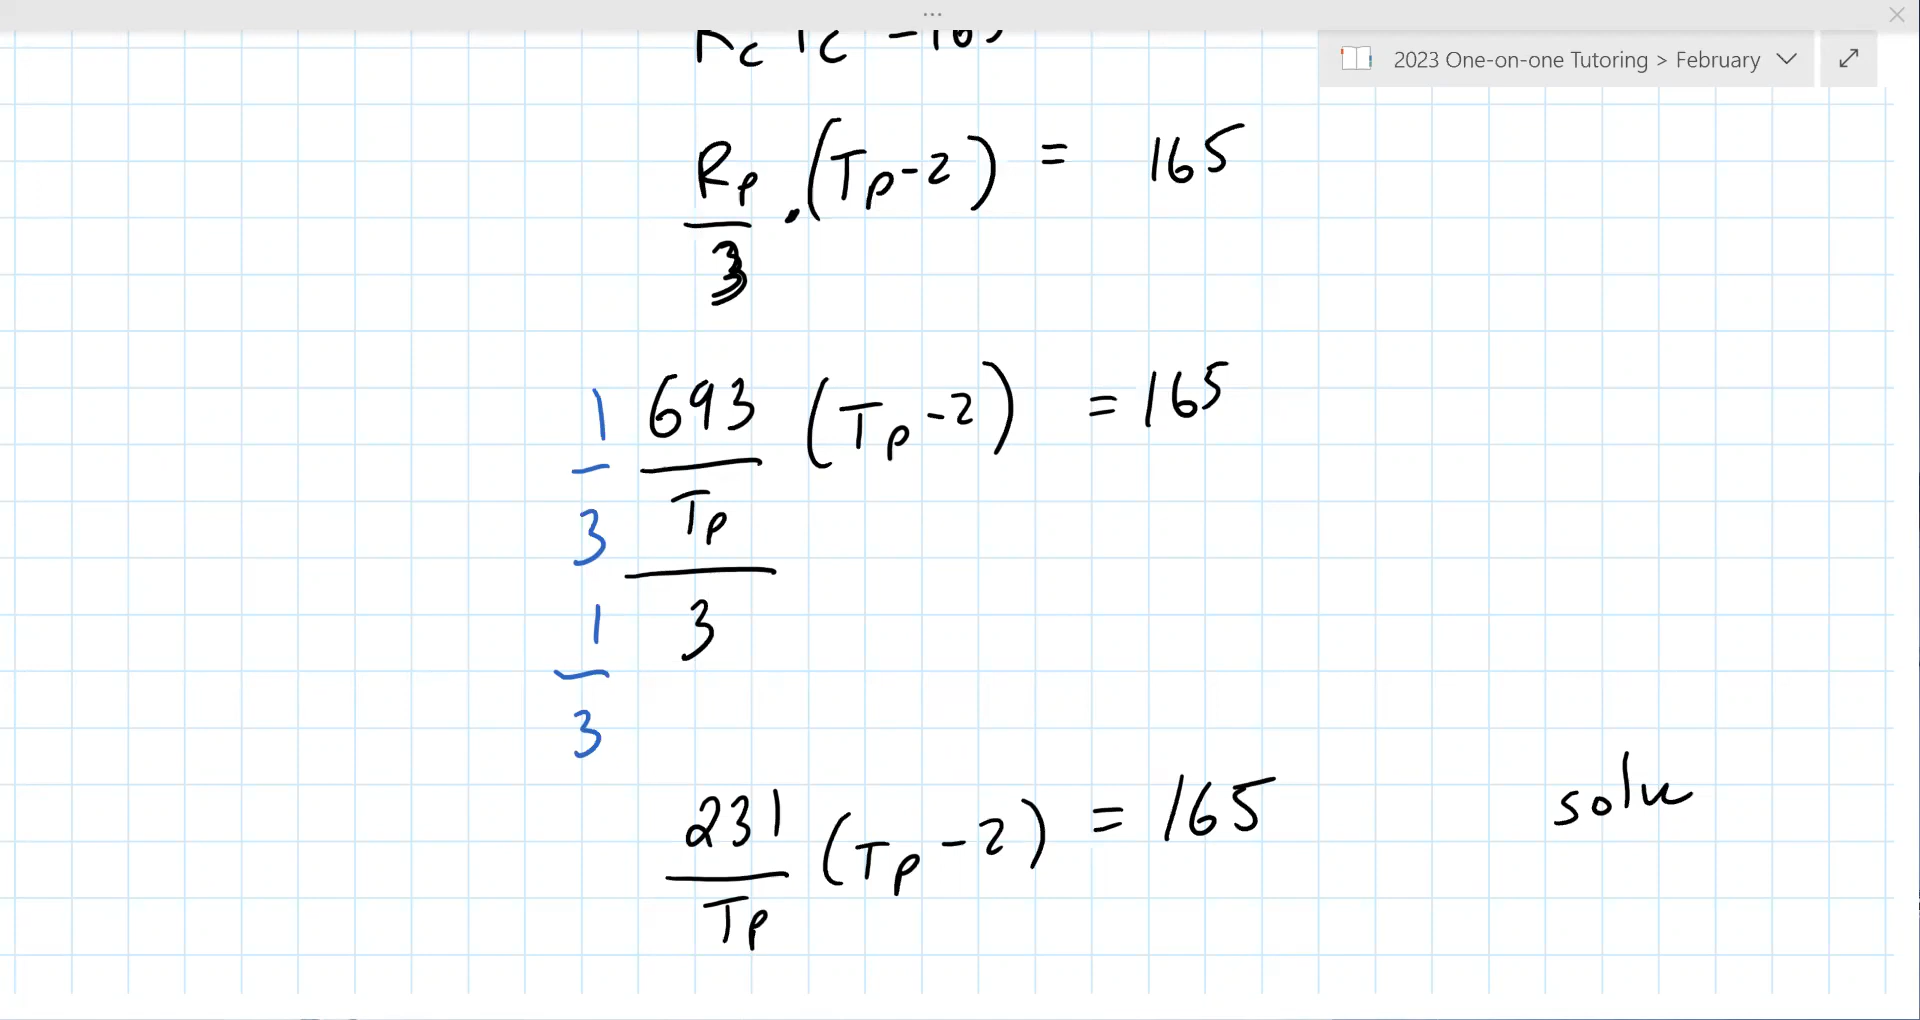 ...
2023 One-on-one Tutoring > February
Rp/3 · (Tp-2) = 165
1/3 693/Tp/3 (Tp-2) = 165
1/3
231/Tp (Tp-2) = 165
solve